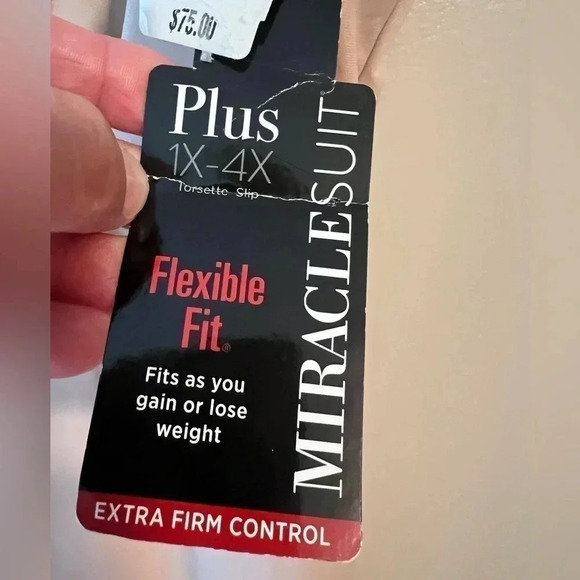 $75.00
Plus
1X-4X
Torsette Slip
MIRACLESUIT®
Flexible
Fit®
Fits as you
gain or lose
weight
EXTRA FIRM CONTROL